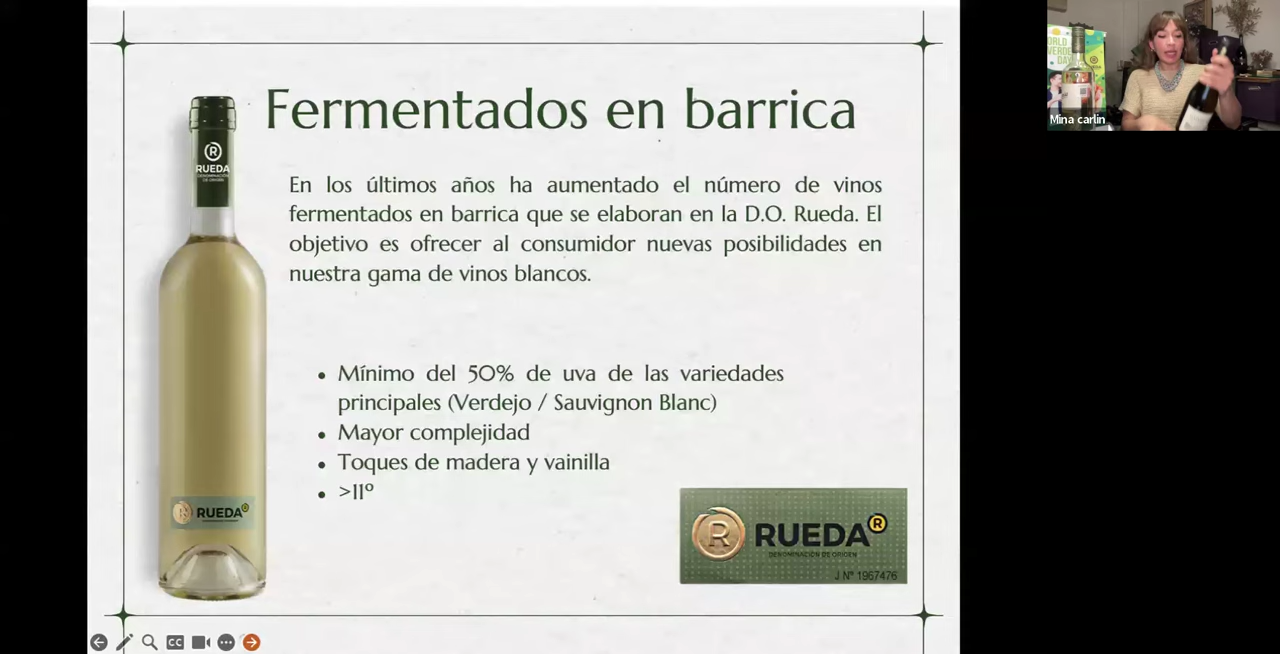 Fermentados en barrica
RUEDA
DENOMINACIÓN
DE ORIGEN
En los últimos años ha aumentado el número de vinos
fermentados en barrica que se elaboran en la D.O. Rueda. El
objetivo es ofrecer al consumidor nuevas posibilidades en
nuestra gama de vinos blancos.
• Mínimo del 50% de uva de las variedades
principales (Verdejo / Sauvignon Blanc)
• Mayor complejidad
• Toques de madera y vainilla
• >11º
RUEDA
RUEDA
DENOMINACIÓN DE ORIGEN
J Nº 1967476
CC
VERDE
DAY
Mina carlin